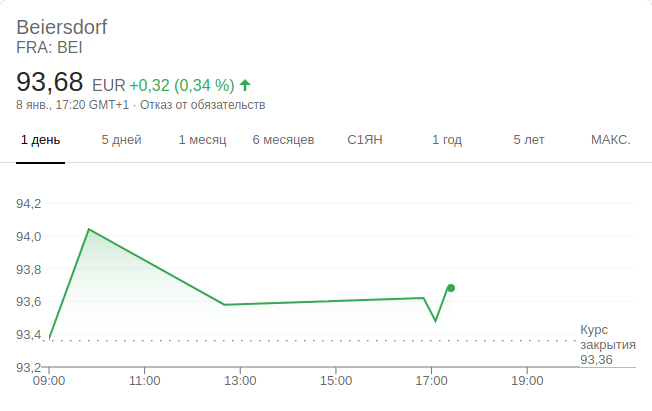 Beiersdorf
FRA: BEI
93,68 EUR +0,32 (0,34 %)
8 янв., 17:20 GMT+1 · Отказ от обязательств
1 день 5 дней 1 месяц 6 месяцев С1ЯН 1 год 5 лет МАКС.
94,2
94,0
93,8
93,6
93,4
93,2
Курс
закрытия
93,36
09:00 11:00 13:00 15:00 17:00 19:00